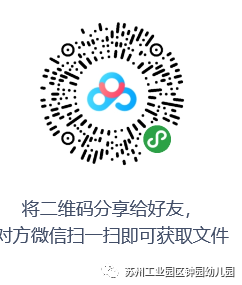 将二维码分享给好友，
对方微信扫一扫即可获取文件
苏州工业园区钟园幼儿园